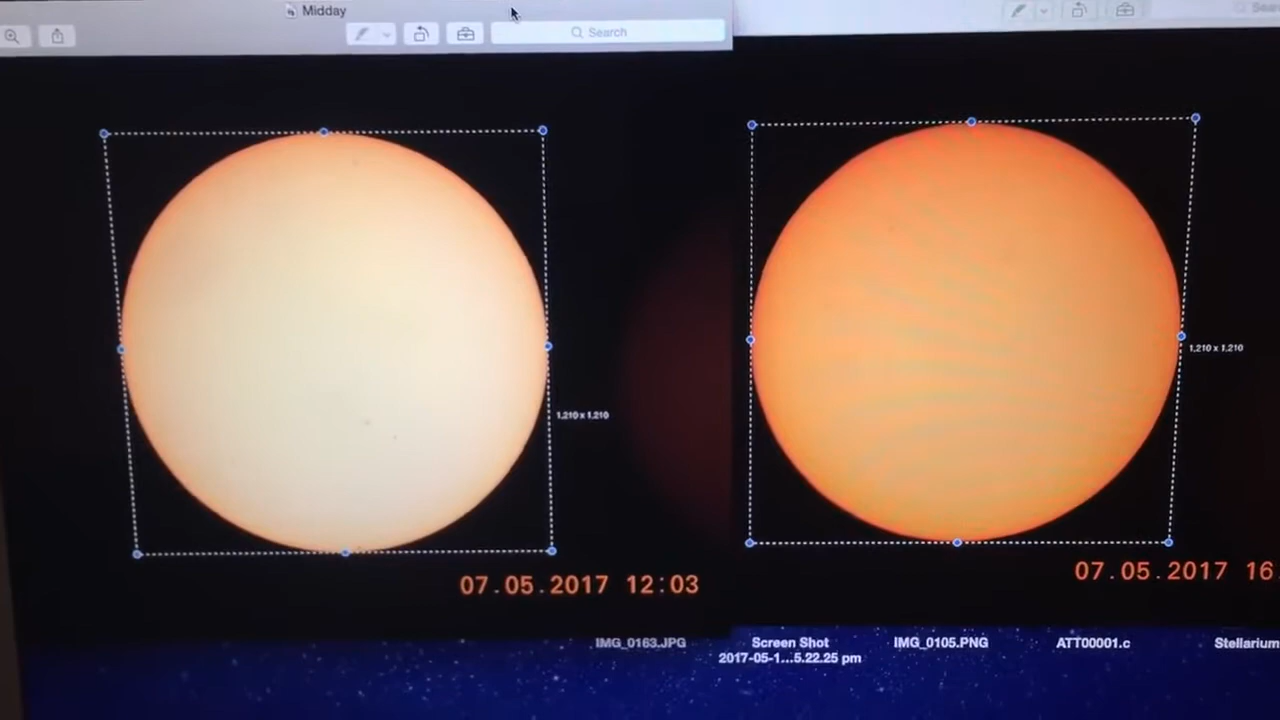 Midday
Search
1,210 x 1,210
1,210 x 1,210
07.05.2017 12:03
07.05.2017 16
IMG_0163.JPG
Screen Shot
2017-05-1...5.22.25 pm
IMG_0105.PNG
ATT00001.c
Stellarium